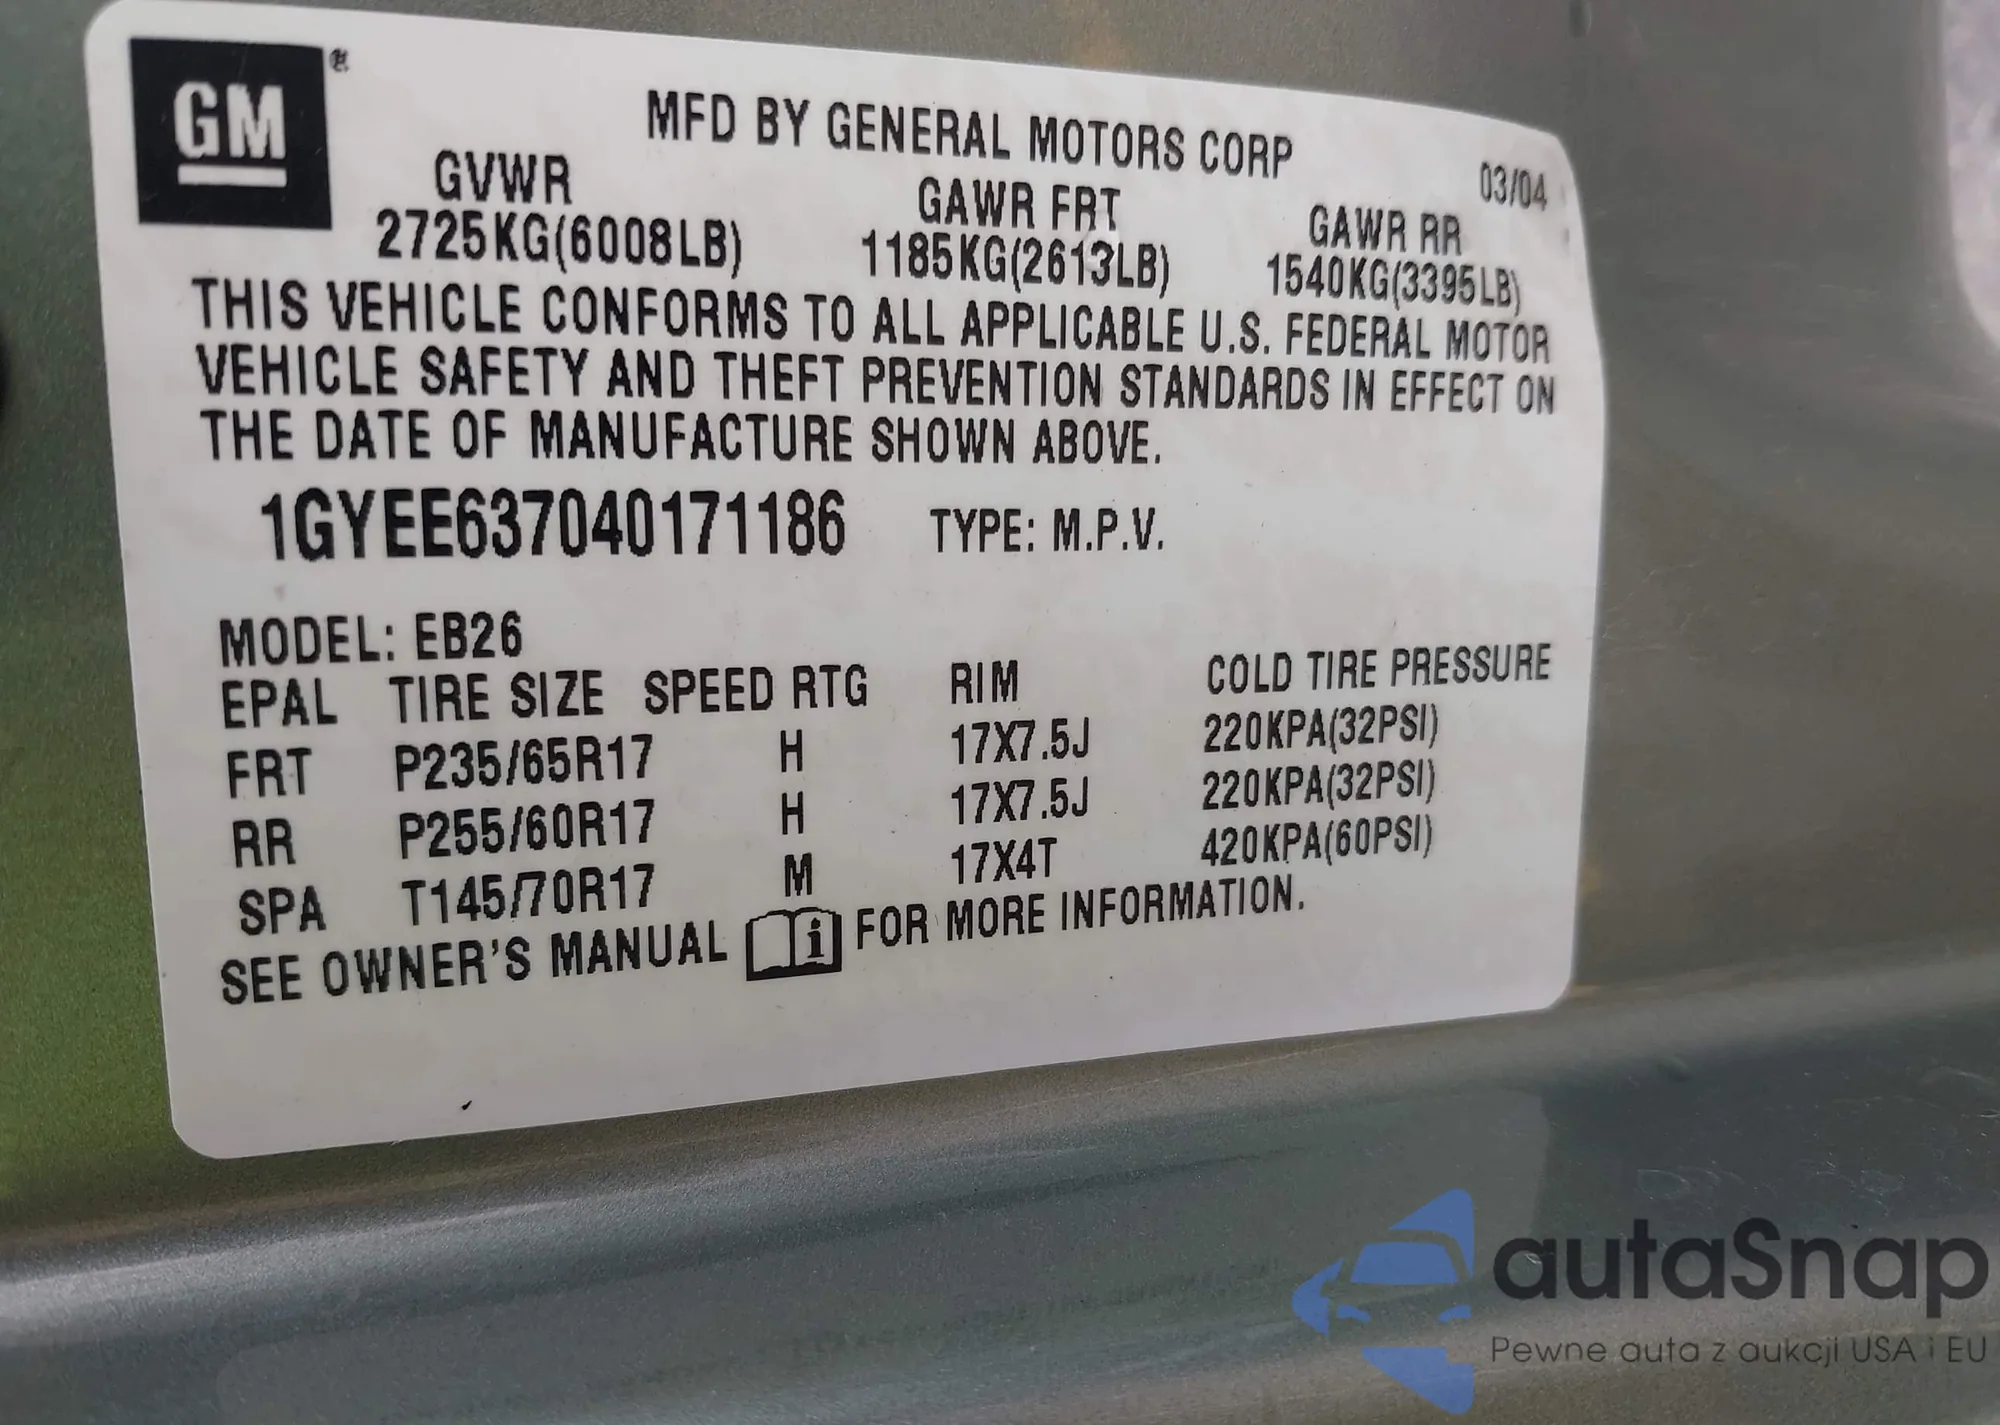 GM®
MFD BY GENERAL MOTORS CORP
03/04
GVWR GAWR FRT GAWR RR
2725KG(6008LB) 1185KG(2613LB) 1540KG(3395LB)
THIS VEHICLE CONFORMS TO ALL APPLICABLE U.S. FEDERAL MOTOR
VEHICLE SAFETY AND THEFT PREVENTION STANDARDS IN EFFECT ON
THE DATE OF MANUFACTURE SHOWN ABOVE.
1GYEE637040171186 TYPE: M.P.V.
MODEL: EB26
EPAL TIRE SIZE SPEED RTG RIM COLD TIRE PRESSURE
FRT P235/65R17 H 17X7.5J 220KPA(32PSI)
RR P255/60R17 H 17X7.5J 220KPA(32PSI)
SPA T145/70R17 M 17X4T 420KPA(60PSI)
SEE OWNER'S MANUAL i FOR MORE INFORMATION.
autaSnap
Pewne auta z aukcji USA i EU